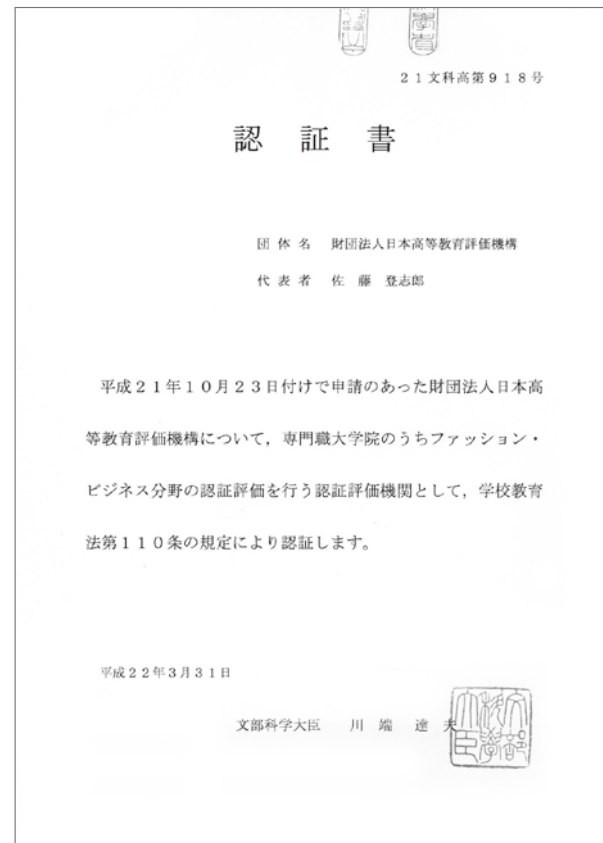 21文科高第918号
認証書
団体名 財団法人日本高等教育評価機構
代表者 佐藤登志郎
平成21年10月23日付けで申請のあった財団法人日本高
等教育評価機構について，専門職大学院のうちファッション・
ビジネス分野の認証評価を行う認証評価機関として，学校教育
法第110条の規定により認証します。
平成22年3月31日
文部科学大臣 川端達夫
文部科学大臣